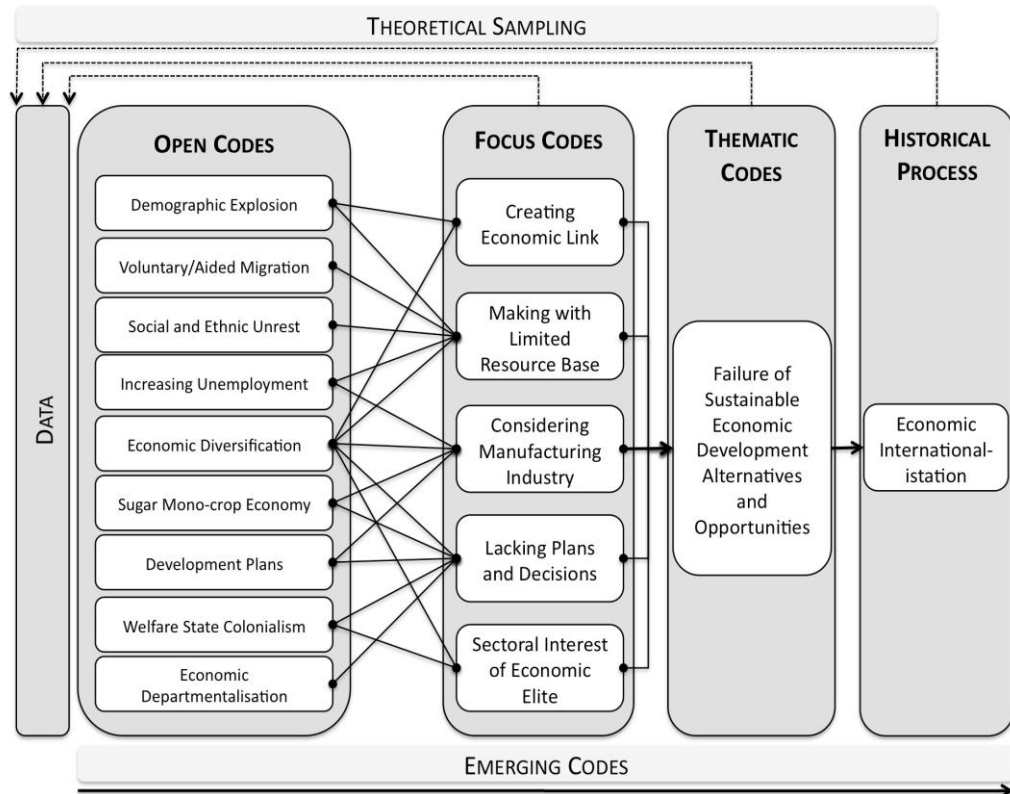 THEORETICAL SAMPLING
DATA
OPEN CODES
Demographic Explosion
Voluntary/Aided Migration
Social and Ethnic Unrest
Increasing Unemployment
Economic Diversification
Sugar Mono-crop Economy
Development Plans
Welfare State Colonialism
Economic
Departmentalisation
FOCUS CODES
Creating
Economic Link
Making with
Limited
Resource Base
Considering
Manufacturing
Industry
Lacking Plans
and Decisions
Sectoral Interest
of Economic
Elite
THEMATIC
CODES
Failure of
Sustainable
Economic
Development
Alternatives
and
Opportunities
HISTORICAL
PROCESS
Economic
International-
istation
EMERGING CODES